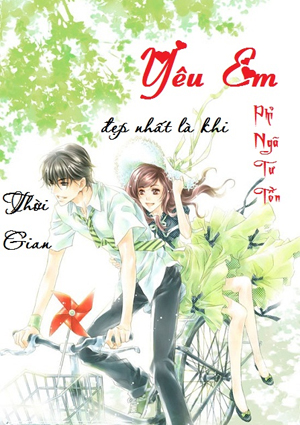 Yêu Em
đẹp nhất là khi
Thời
Gian
Phỉ
Ngã
Tư
Tồn